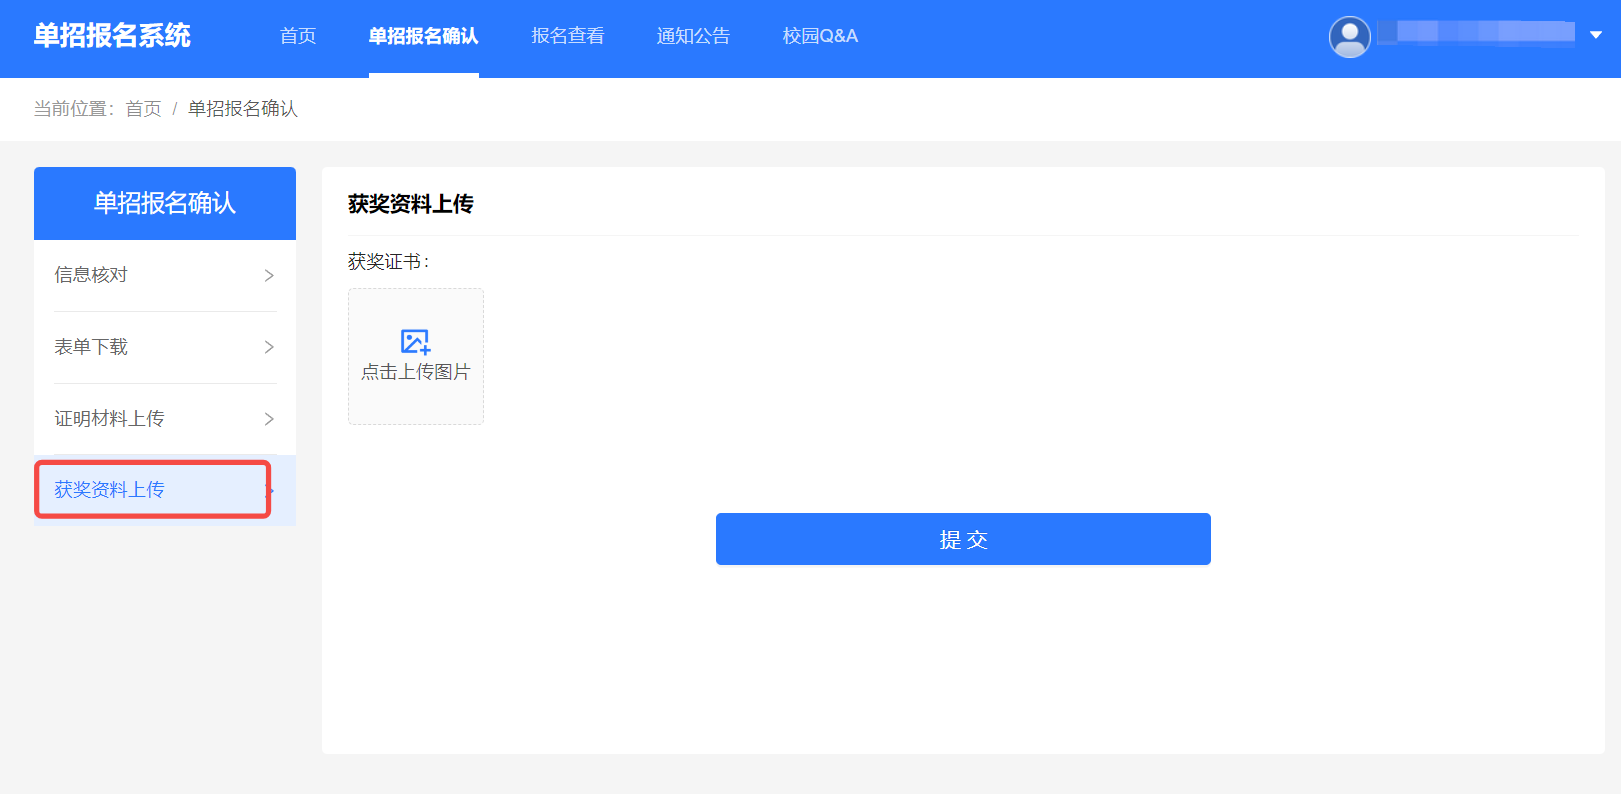 单招报名系统
首页
单招报名确认
报名查看
通知公告
校园Q&A
当前位置：首页 / 单招报名确认
单招报名确认
信息核对
表单下载
证明材料上传
获奖资料上传
获奖资料上传
获奖证书：
点击上传图片
提 交